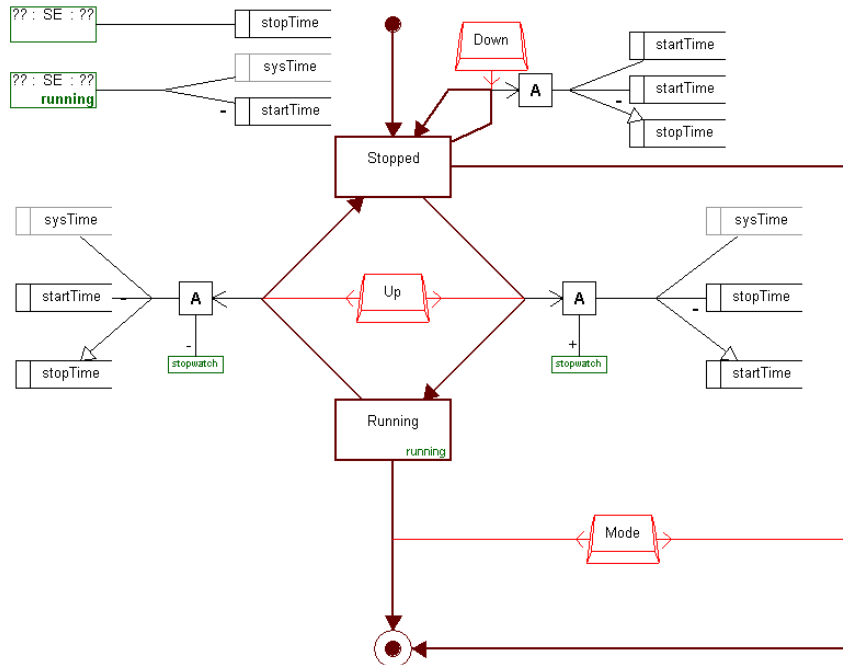 ?? : SE : ??
stopTime
Down
startTime
sysTime
?? : SE : ??
running
startTime
-
A
startTime
-
stopTime
Stopped
sysTime
sysTime
startTime
-
A
Up
A
stopTime
-
-
stopwatch
+
stopwatch
stopTime
startTime
Running
running
Mode